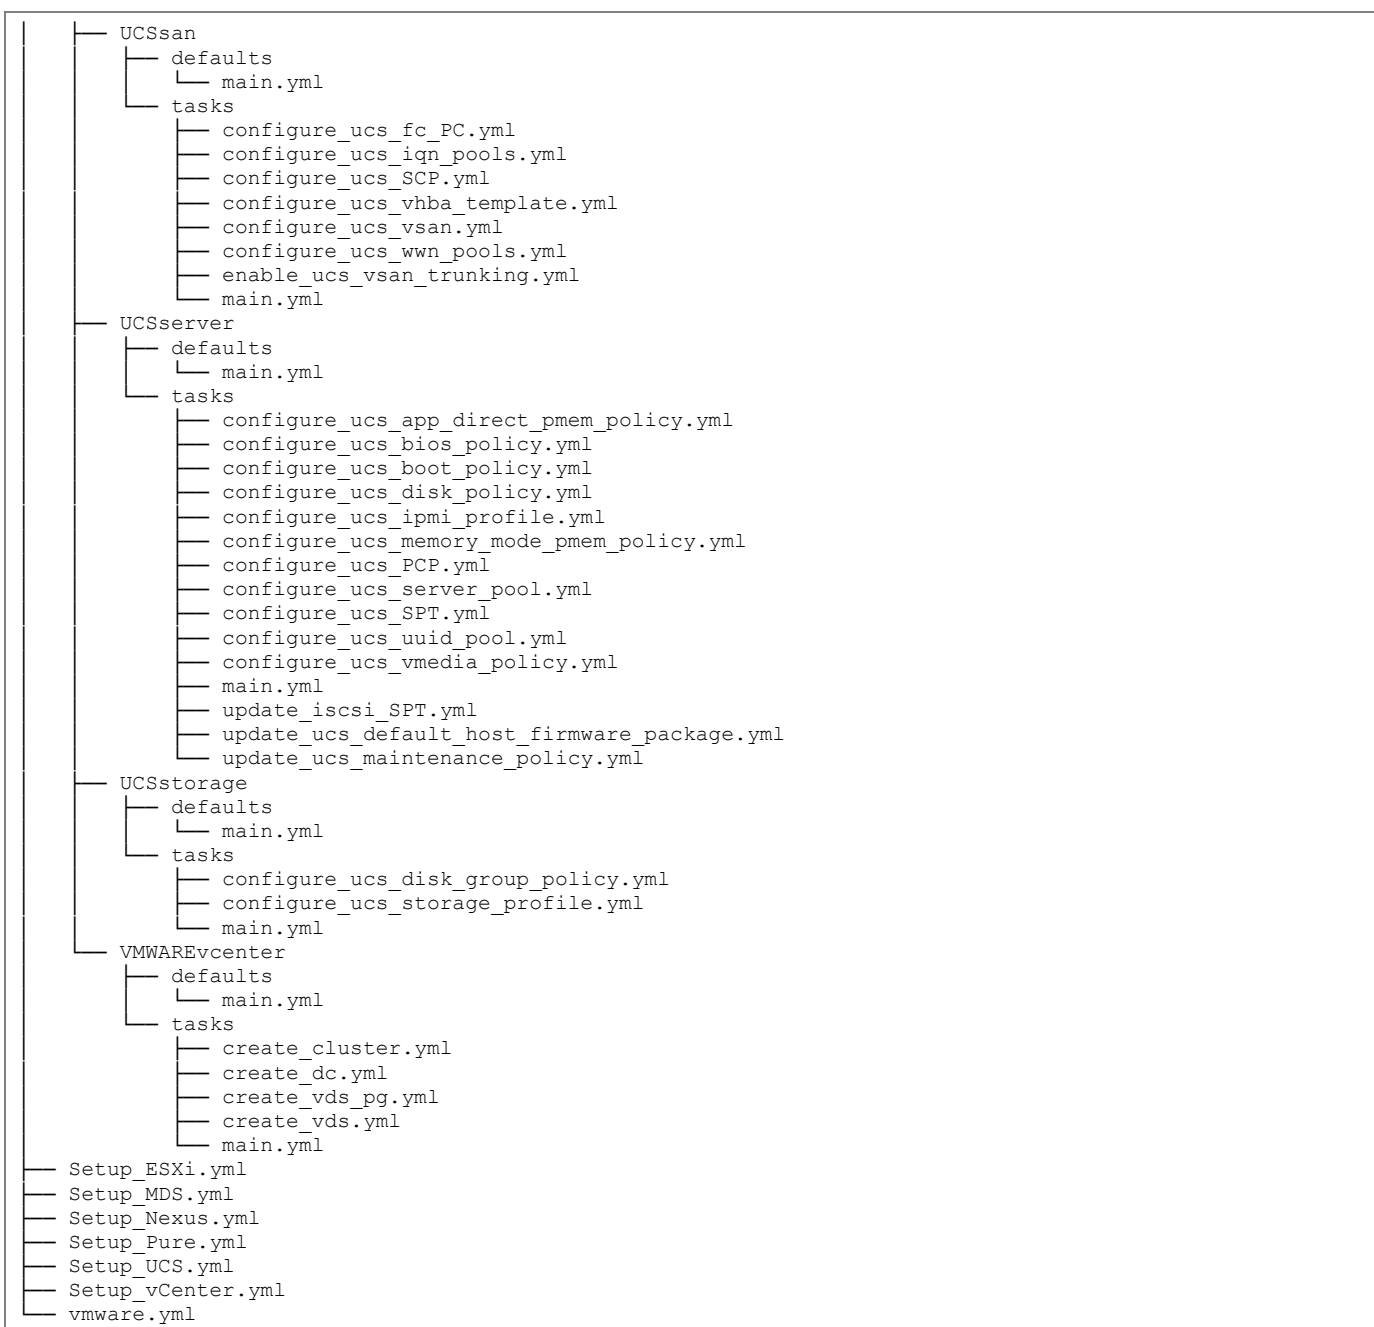 │   ├── UCSsan
│   │   ├── defaults
│   │   │   └── main.yml
│   │   └── tasks
│   │       ├── configure_ucs_fc_PC.yml
│   │       ├── configure_ucs_iqn_pools.yml
│   │       ├── configure_ucs_SCP.yml
│   │       ├── configure_ucs_vhba_template.yml
│   │       ├── configure_ucs_vsan.yml
│   │       ├── configure_ucs_wwn_pools.yml
│   │       ├── enable_ucs_vsan_trunking.yml
│   │       └── main.yml
│   ├── UCSserver
│   │   ├── defaults
│   │   │   └── main.yml
│   │   └── tasks
│   │       ├── configure_ucs_app_direct_pmem_policy.yml
│   │       ├── configure_ucs_bios_policy.yml
│   │       ├── configure_ucs_boot_policy.yml
│   │       ├── configure_ucs_disk_policy.yml
│   │       ├── configure_ucs_ipmi_profile.yml
│   │       ├── configure_ucs_memory_mode_pmem_policy.yml
│   │       ├── configure_ucs_PCP.yml
│   │       ├── configure_ucs_server_pool.yml
│   │       ├── configure_ucs_SPT.yml
│   │       ├── configure_ucs_uuid_pool.yml
│   │       ├── configure_ucs_vmedia_policy.yml
│   │       ├── main.yml
│   │       ├── update_iscsi_SPT.yml
│   │       ├── update_ucs_default_host_firmware_package.yml
│   │       └── update_ucs_maintenance_policy.yml
│   ├── UCSstorage
│   │   ├── defaults
│   │   │   └── main.yml
│   │   └── tasks
│   │       ├── configure_ucs_disk_group_policy.yml
│   │       ├── configure_ucs_storage_profile.yml
│   │       └── main.yml
│   └── VMWAREvcenter
│       ├── defaults
│       │   └── main.yml
│       └── tasks
│           ├── create_cluster.yml
│           ├── create_dc.yml
│           ├── create_vds_pg.yml
│           ├── create_vds.yml
│           └── main.yml
├── Setup_ESXi.yml
├── Setup_MDS.yml
├── Setup_Nexus.yml
├── Setup_Pure.yml
├── Setup_UCS.yml
├── Setup_vCenter.yml
└── vmware.yml